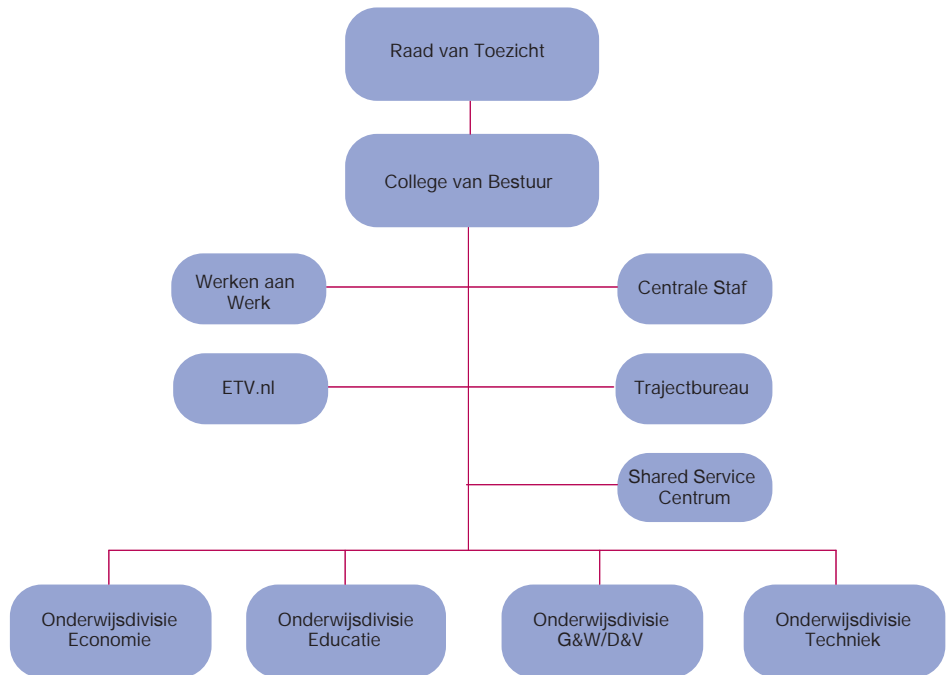 Raad van Toezicht
College van Bestuur
Werken aan
Werk
Centrale Staf
ETV.nl
Trajectbureau
Shared Service
Centrum
Onderwijsdivisie
Economie
Onderwijsdivisie
Educatie
Onderwijsdivisie
G&W/D&V
Onderwijsdivisie
Techniek